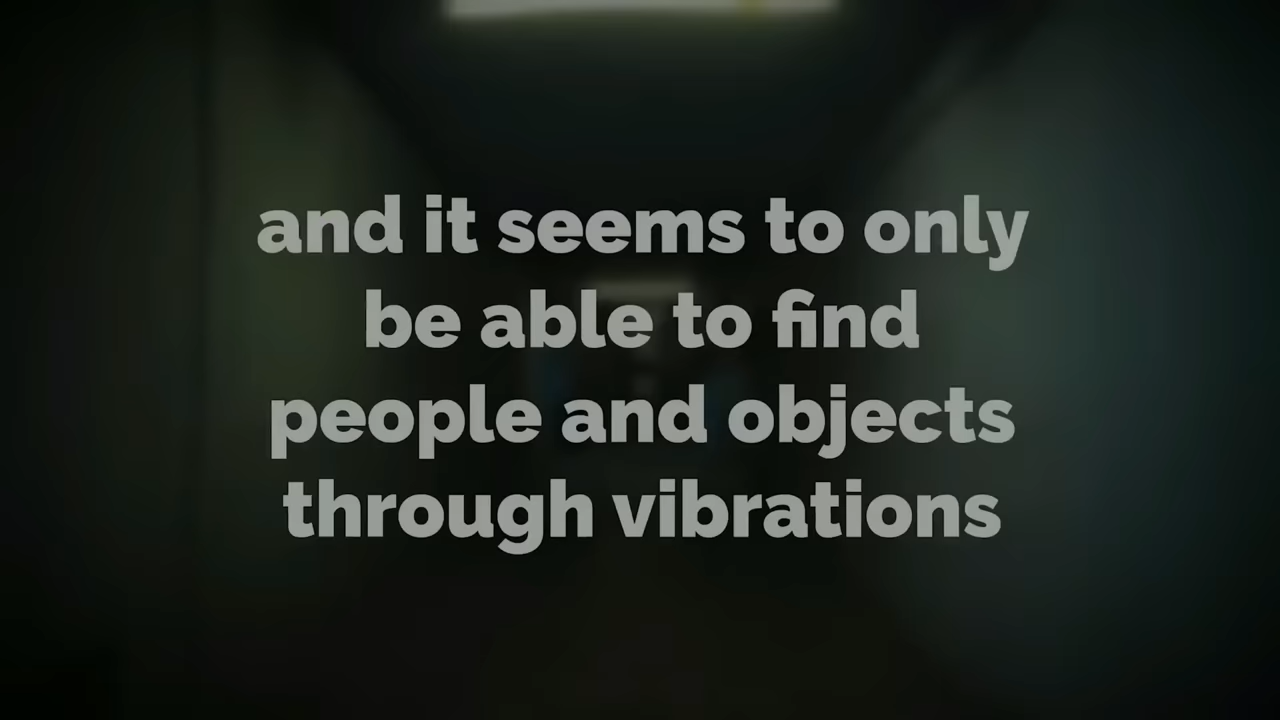 and it seems to only
be able to find
people and objects
through vibrations